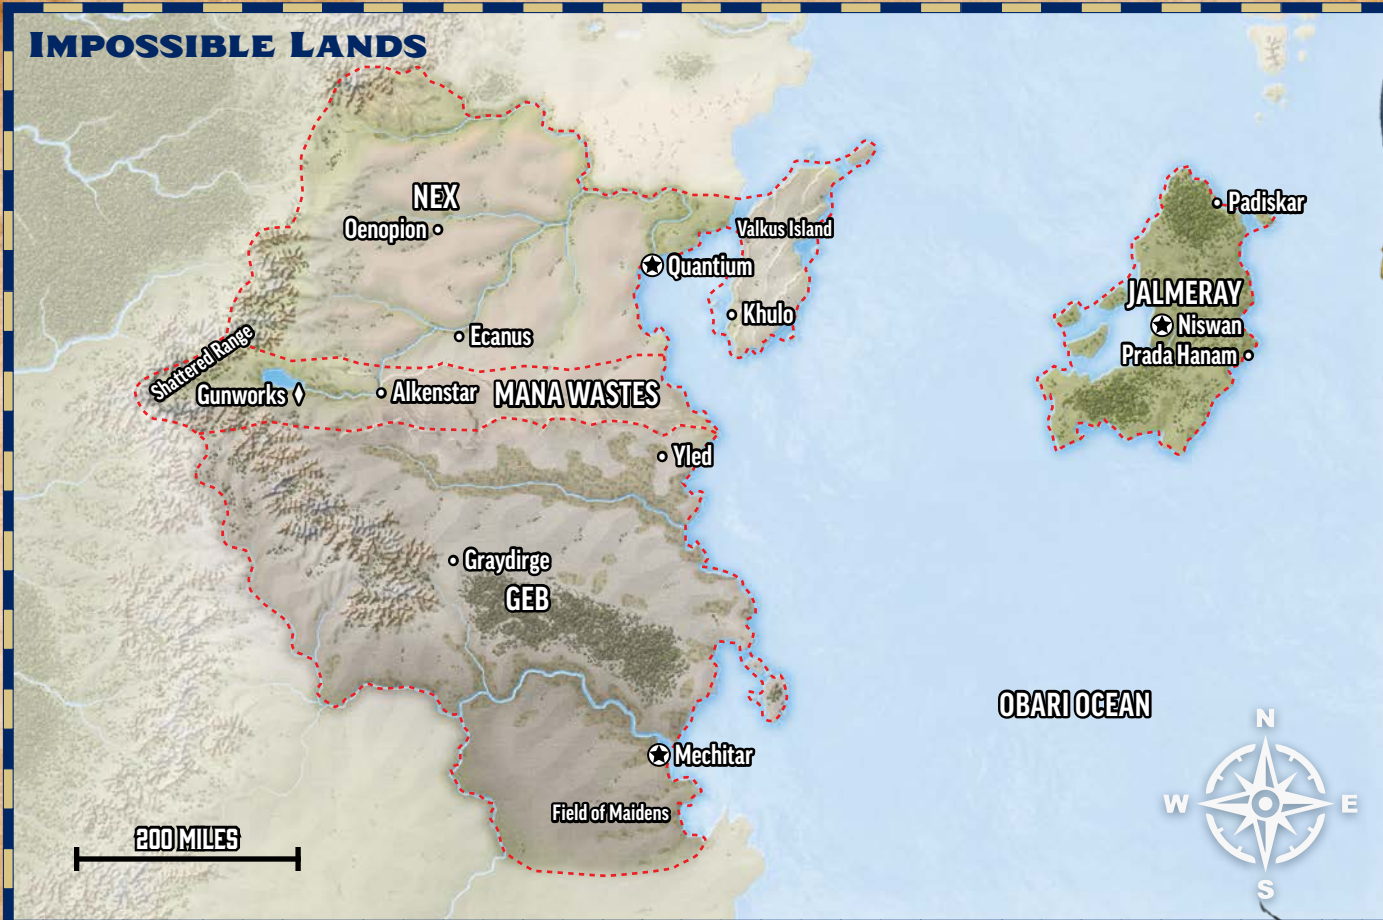 IMPOSSIBLE LANDS
NEX
Oenopion
Padiskar
Valkus Island
Quantium
JALMERAY
Khulo
Niswan
Ecanus
Prada Hanam
Shattered Range
Gunworks
Alkenstar
MANA WASTES
Yled
Graydirge
GEB
OBARI OCEAN
N
Mechitar
W
E
Field of Maidens
200 MILES
S